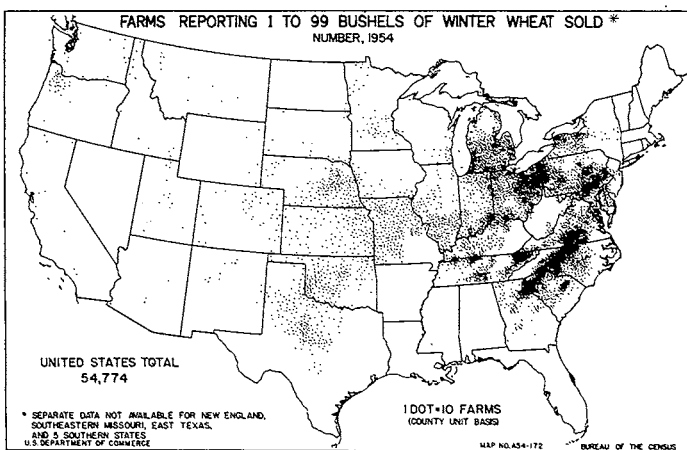 FARMS REPORTING 1 TO 99 BUSHELS OF WINTER WHEAT SOLD *
NUMBER, 1954
UNITED STATES TOTAL
54,774
* SEPARATE DATA NOT AVAILABLE FOR NEW ENGLAND,
SOUTHEASTERN MISSOURI, EAST TEXAS,
AND 5 SOUTHERN STATES
U.S. DEPARTMENT OF COMMERCE
1 DOT=10 FARMS
(COUNTY UNIT BASIS)
MAP NO. A54-172
BUREAU OF THE CENSUS